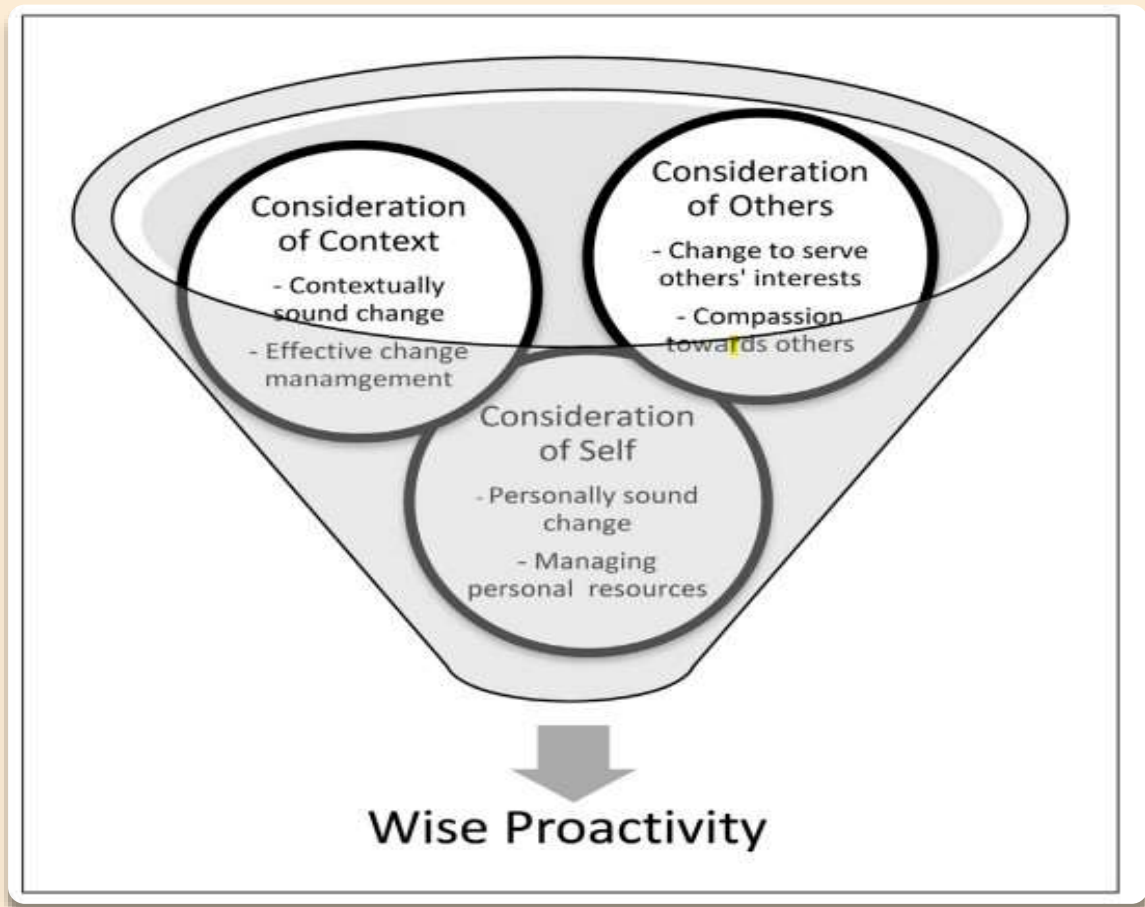 Consideration
of Context
- Contextually
sound change
- Effective change
manamgement
Consideration
of Others
- Change to serve
others' interests
- Compassion
towards others
Consideration
of Self
- Personally sound
change
- Managing
personal resources
Wise Proactivity